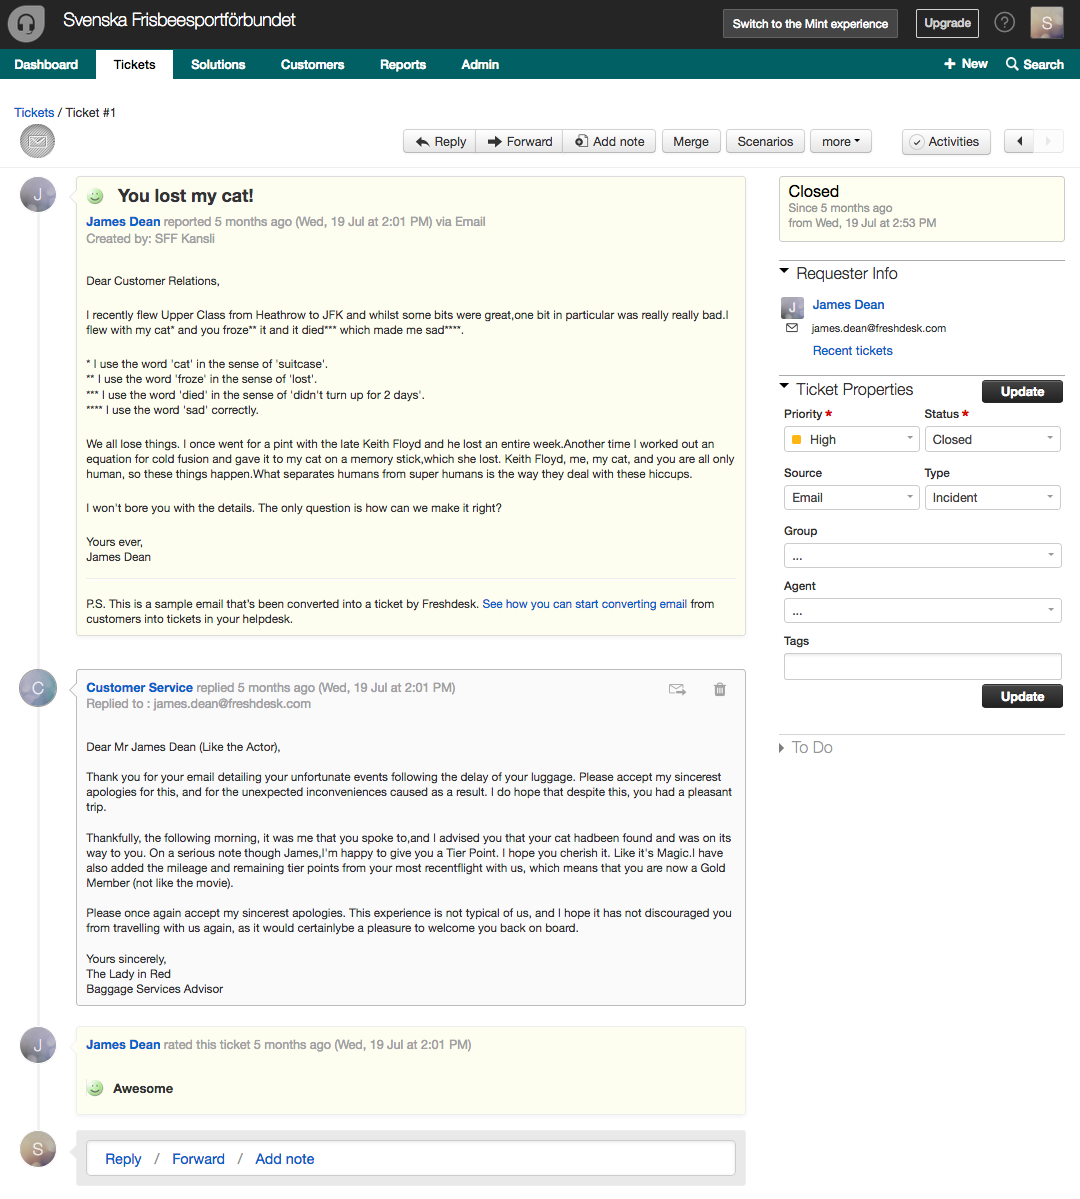 Svenska Frisbeesportförbundet
Switch to the Mint experience
Upgrade
?
S
Dashboard
Tickets
Solutions
Customers
Reports
Admin
+ New
Search
Tickets / Ticket #1
Reply
Forward
Add note
Merge
Scenarios
more
Activities
J
You lost my cat!
James Dean reported 5 months ago (Wed, 19 Jul at 2:01 PM) via Email
Created by: SFF Kansli
Dear Customer Relations,
I recently flew Upper Class from Heathrow to JFK and whilst some bits were great,one bit in particular was really really bad.I
flew with my cat* and you froze** it and it died*** which made me sad****.
* I use the word 'cat' in the sense of 'suitcase'.
** I use the word 'froze' in the sense of 'lost'.
*** I use the word 'died' in the sense of 'didn't turn up for 2 days'.
**** I use the word 'sad' correctly.
We all lose things. I once went for a pint with the late Keith Floyd and he lost an entire week.Another time I worked out an
equation for cold fusion and gave it to my cat on a memory stick,which she lost. Keith Floyd, me, my cat, and you are all only
human, so these things happen.What separates humans from super humans is the way they deal with these hiccups.
I won't bore you with the details. The only question is how can we make it right?
Yours ever,
James Dean
P.S. This is a sample email that's been converted into a ticket by Freshdesk. See how you can start converting email from
customers into tickets in your helpdesk.
C
Customer Service replied 5 months ago (Wed, 19 Jul at 2:01 PM)
Replied to : james.dean@freshdesk.com
Dear Mr James Dean (Like the Actor),
Thank you for your email detailing your unfortunate events following the delay of your luggage. Please accept my sincerest
apologies for this, and for the unexpected inconveniences caused as a result. I do hope that despite this, you had a pleasant
trip.
Thankfully, the following morning, it was me that you spoke to,and I advised you that your cat hadbeen found and was on its
way to you. On a serious note though James,I'm happy to give you a Tier Point. I hope you cherish it. Like it's Magic.I have
also added the mileage and remaining tier points from your most recentflight with us, which means that you are now a Gold
Member (not like the movie).
Please once again accept my sincerest apologies. This experience is not typical of us, and I hope it has not discouraged you
from travelling with us again, as it would certainlybe a pleasure to welcome you back on board.
Yours sincerely,
The Lady in Red
Baggage Services Advisor
J
James Dean rated this ticket 5 months ago (Wed, 19 Jul at 2:01 PM)
Awesome
S
Reply / Forward / Add note
Closed
Since 5 months ago
from Wed, 19 Jul at 2:53 PM
Requester Info
J
James Dean
james.dean@freshdesk.com
Recent tickets
Ticket Properties
Update
Priority *
Status *
High
Closed
Source
Type
Email
Incident
Group
...
Agent
...
Tags
Update
To Do